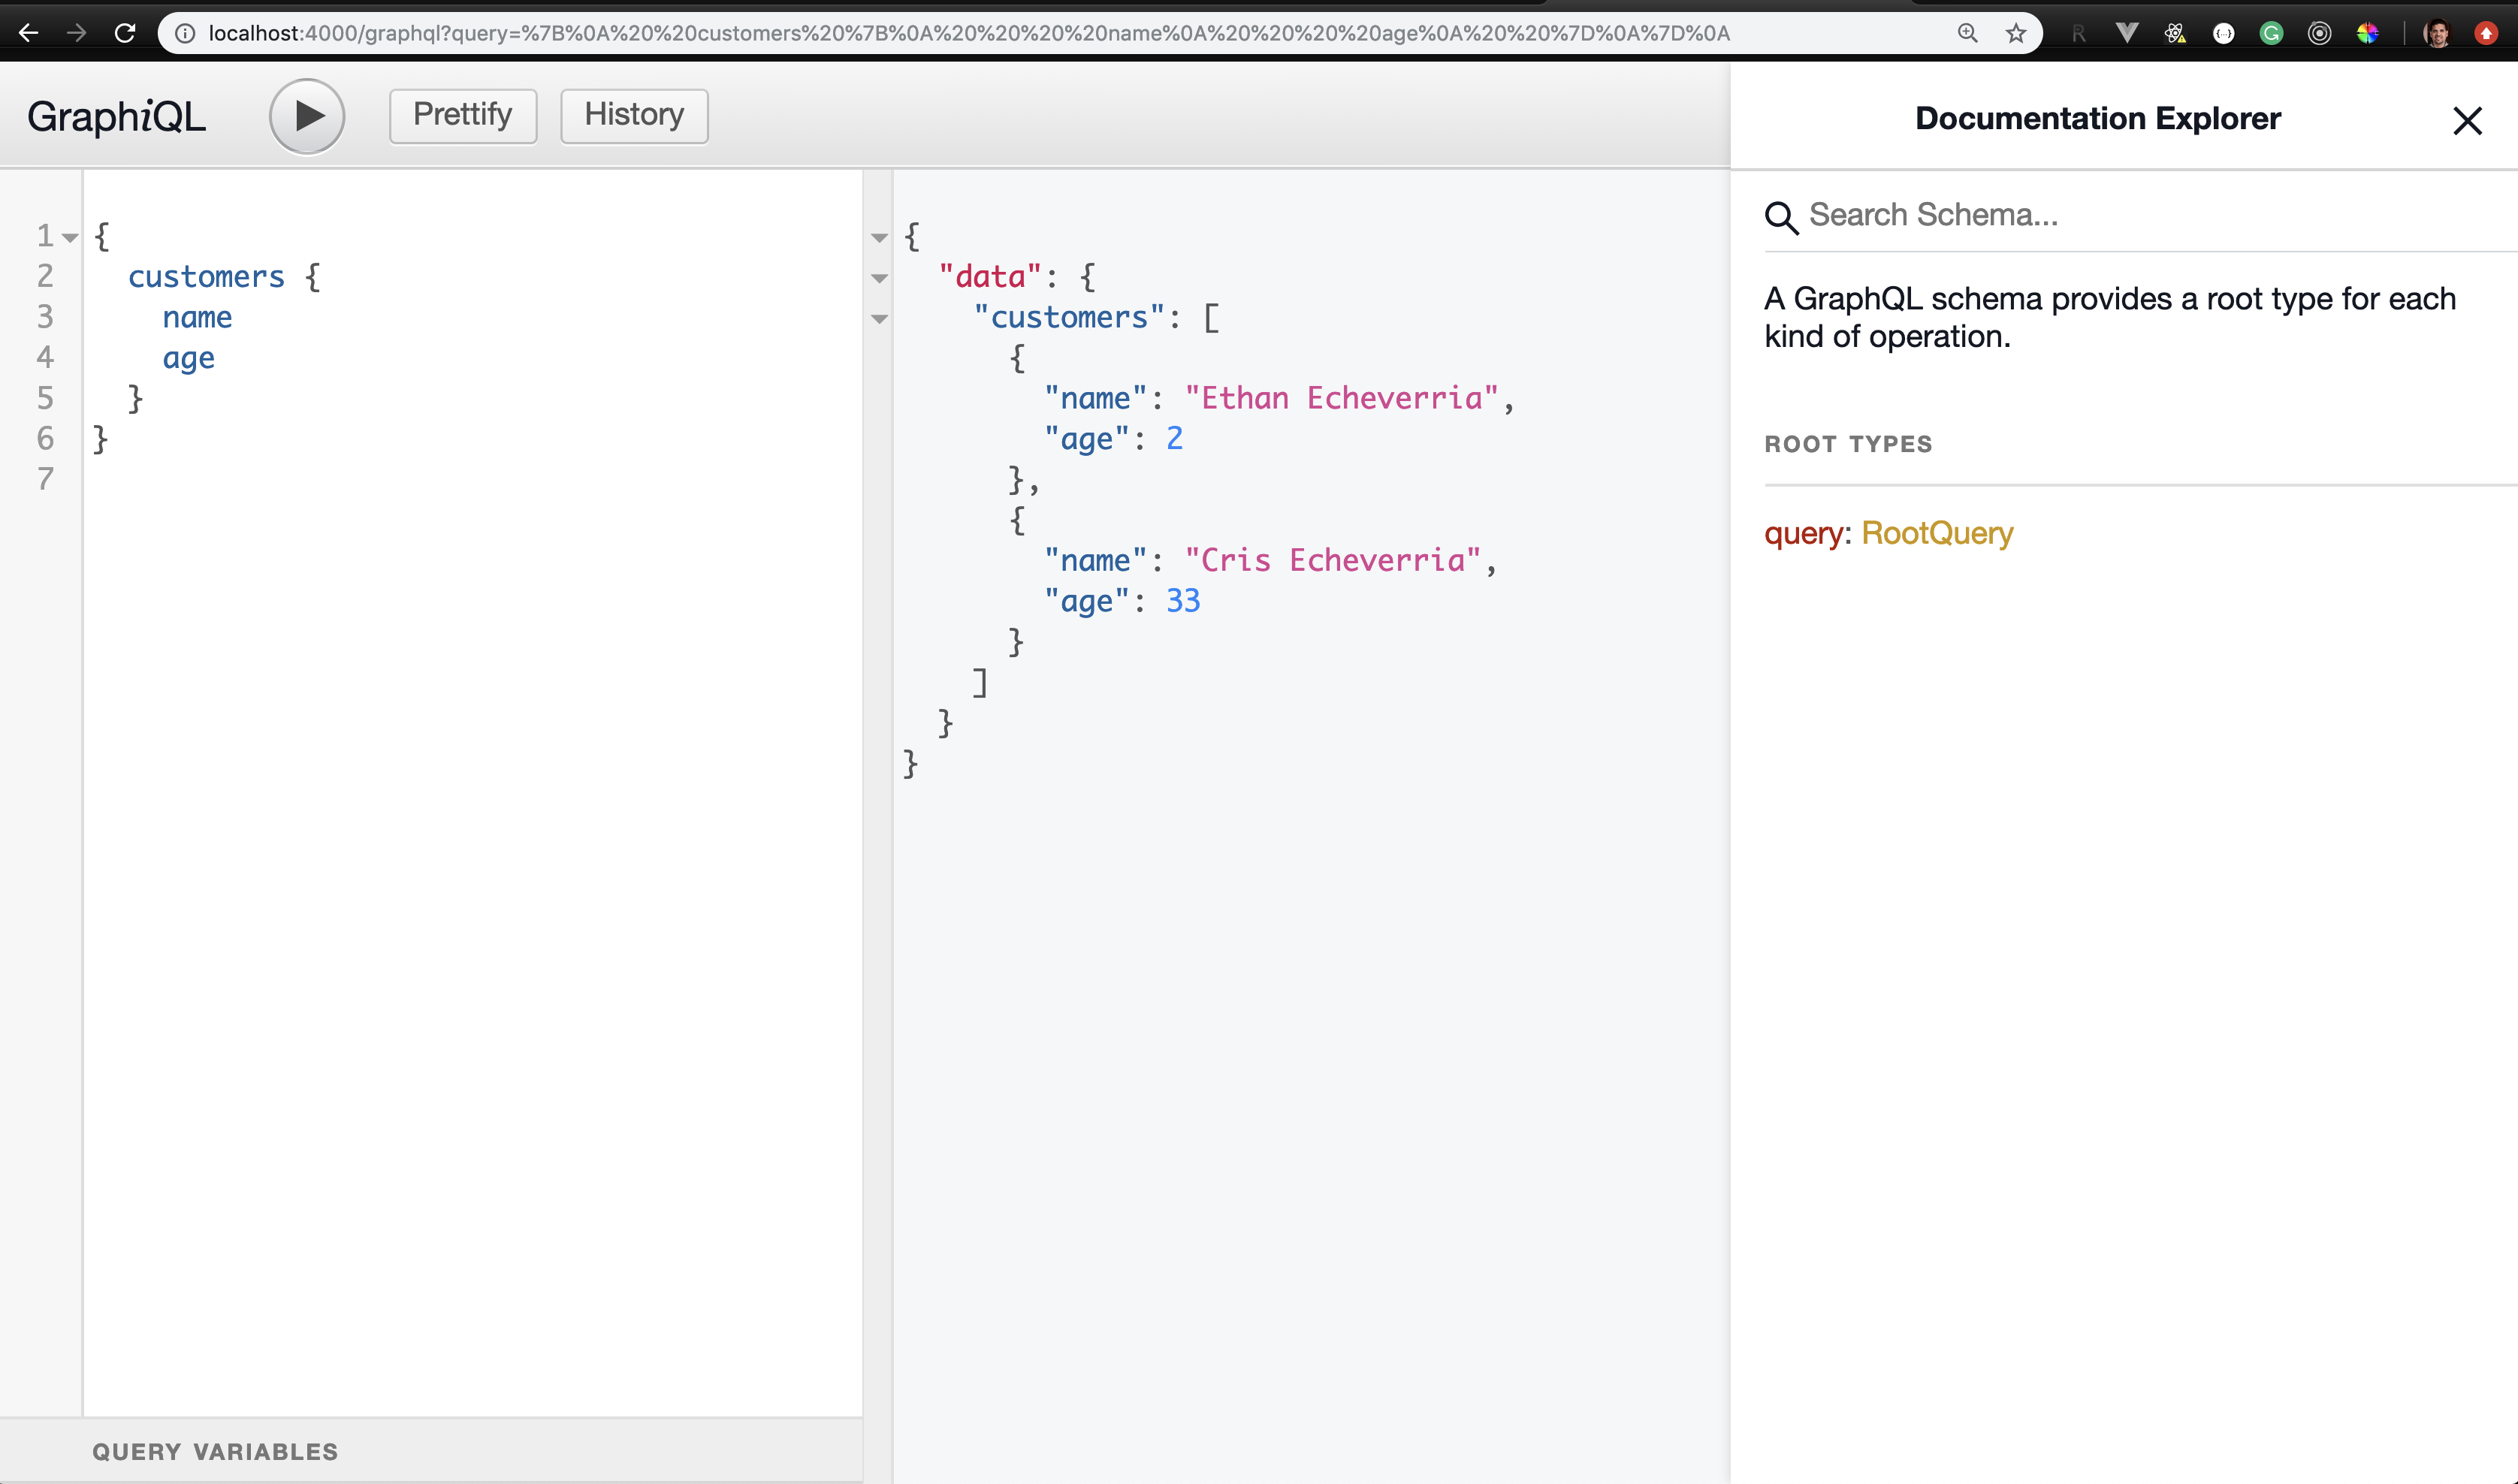 localhost:4000/graphql?query=%7B%0A%20%20customers%20%7B%0A%20%20%20%20name%0A%20%20%20%20age%0A%20%20%7D%0A%7D%0A
GraphiQL
Prettify
History
1 {
2 customers {
3 name
4 age
5 }
6 }
7
QUERY VARIABLES
{
"data": {
"customers": [
{
"name": "Ethan Echeverria",
"age": 2
},
{
"name": "Cris Echeverria",
"age": 33
}
]
}
}
Documentation Explorer
Search Schema...
A GraphQL schema provides a root type for each
kind of operation.
ROOT TYPES
query: RootQuery